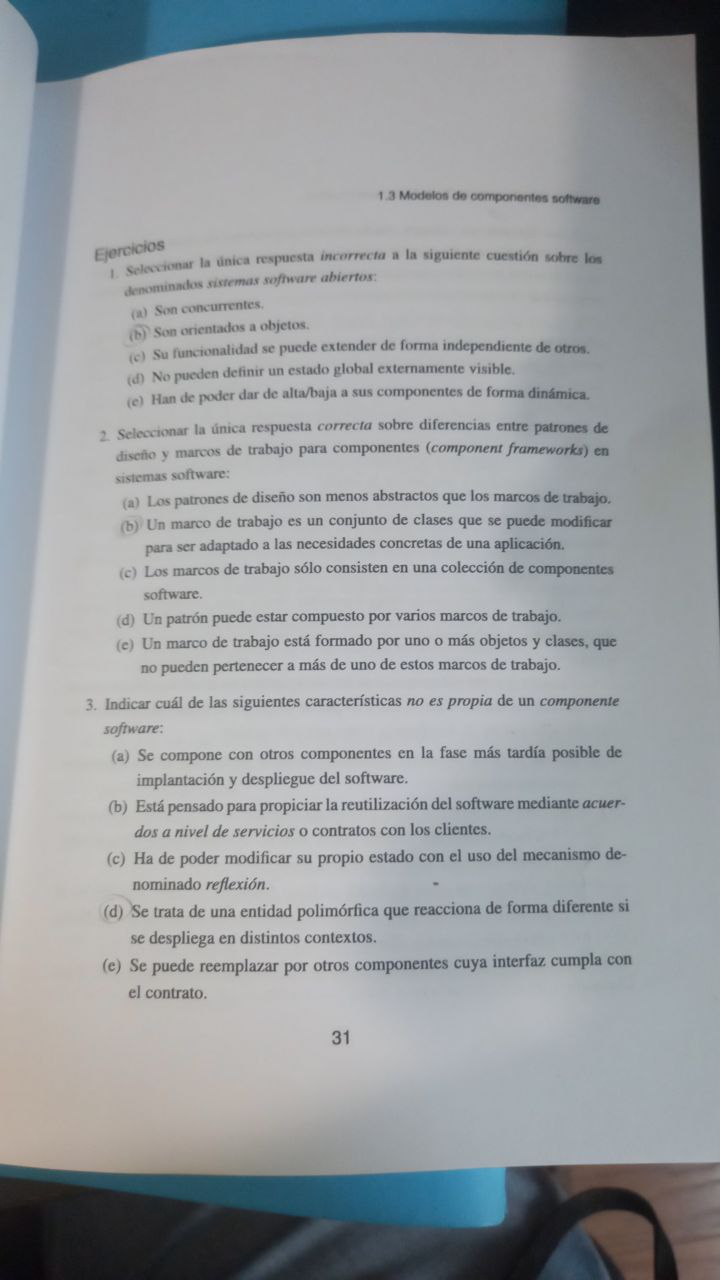 1.3 Modelos de componentes software
Ejercicios
1. Seleccionar la única respuesta incorrecta a la siguiente cuestión sobre los
denominados sistemas software abiertos:
(a) Son concurrentes.
(b) Son orientados a objetos.
(c) Su funcionalidad se puede extender de forma independiente de otros.
(d) No pueden definir un estado global externamente visible.
(e) Han de poder dar de alta/baja a sus componentes de forma dinámica.
2. Seleccionar la única respuesta correcta sobre diferencias entre patrones de
diseño y marcos de trabajo para componentes (component frameworks) en
sistemas software:
(a) Los patrones de diseño son menos abstractos que los marcos de trabajo.
(b) Un marco de trabajo es un conjunto de clases que se puede modificar
para ser adaptado a las necesidades concretas de una aplicación.
(c) Los marcos de trabajo sólo consisten en una colección de componentes
software.
(d) Un patrón puede estar compuesto por varios marcos de trabajo.
(e) Un marco de trabajo está formado por uno o más objetos y clases, que
no pueden pertenecer a más de uno de estos marcos de trabajo.
3. Indicar cuál de las siguientes características no es propia de un componente
software:
(a) Se compone con otros componentes en la fase más tardía posible de
implantación y despliegue del software.
(b) Está pensado para propiciar la reutilización del software mediante acuer-
dos a nivel de servicios o contratos con los clientes.
(c) Ha de poder modificar su propio estado con el uso del mecanismo de-
nominado reflexión.
(d) Se trata de una entidad polimórfica que reacciona de forma diferente si
se despliega en distintos contextos.
(e) Se puede reemplazar por otros componentes cuya interfaz cumpla con
el contrato.
31